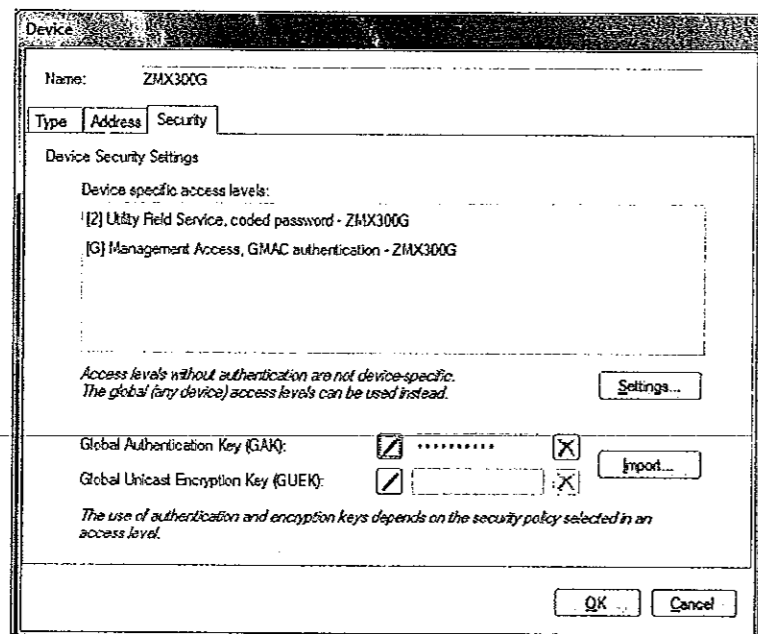 Device
Name: ZMX300G
Type Address Security
Device Security Settings
Device specific access levels:
[2] Utility Field Service, coded password - ZMX300G
[G] Management Access, GMAC authentication - ZMX300G
Access levels without authentication are not device-specific.
The global (any device) access levels can be used instead.
Settings...
Global Authentication Key (GAK): ••••••••••
Import...
Global Unicast Encryption Key (GUEK):
The use of authentication and encryption keys depends on the security policy selected in an
access level.
OK Cancel